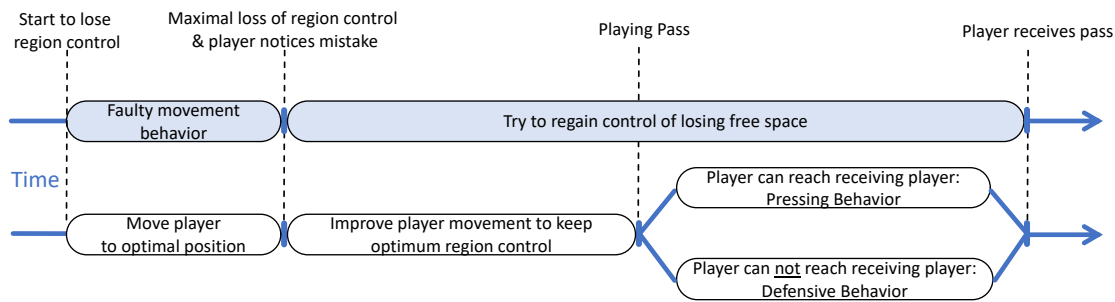 Start to lose
region control
Maximal loss of region control
& player notices mistake
Playing Pass
Player receives pass
Faulty movement
behavior
Try to regain control of losing free space
Time
Player can reach receiving player:
Pressing Behavior
Move player
to optimal position
Improve player movement to keep
optimum region control
Player can not reach receiving player:
Defensive Behavior